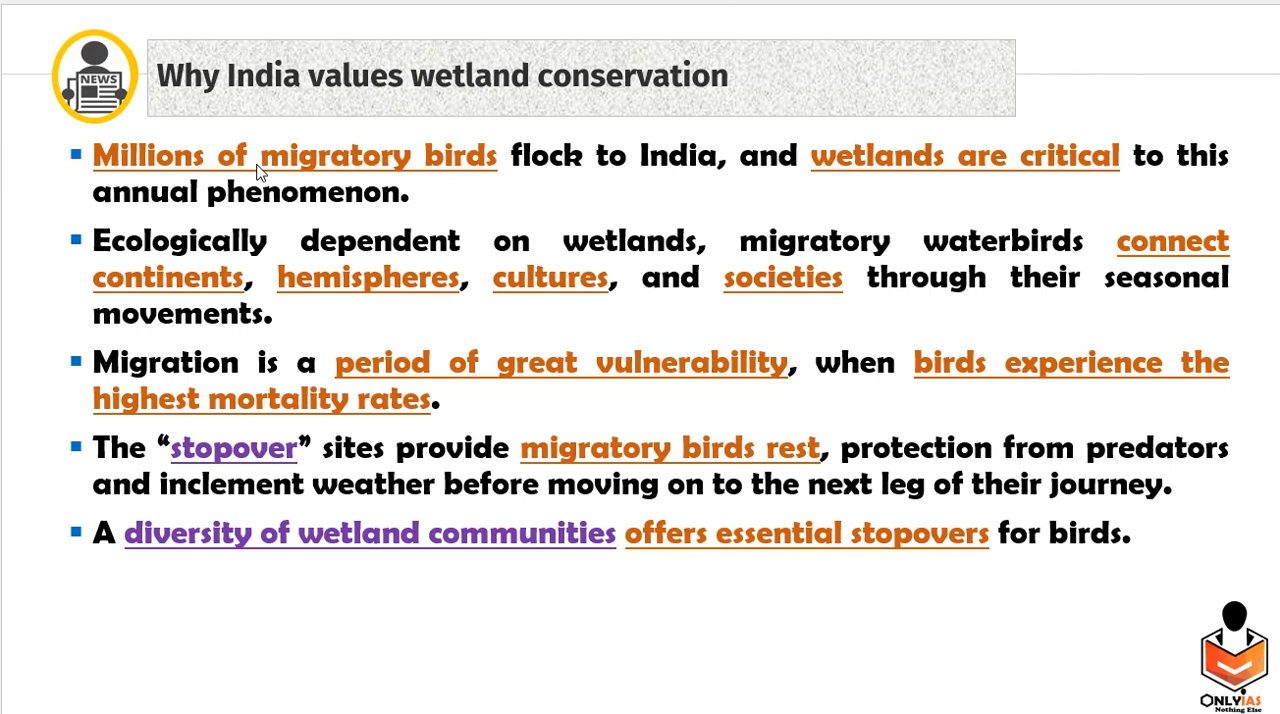 NEWS
Why India values wetland conservation
▪ Millions of migratory birds flock to India, and wetlands are critical to this
annual phenomenon.
▪ Ecologically dependent on wetlands, migratory waterbirds connect
continents, hemispheres, cultures, and societies through their seasonal
movements.
▪ Migration is a period of great vulnerability, when birds experience the
highest mortality rates.
▪ The “stopover” sites provide migratory birds rest, protection from predators
and inclement weather before moving on to the next leg of their journey.
▪ A diversity of wetland communities offers essential stopovers for birds.
ONLYIAS
Nothing Else